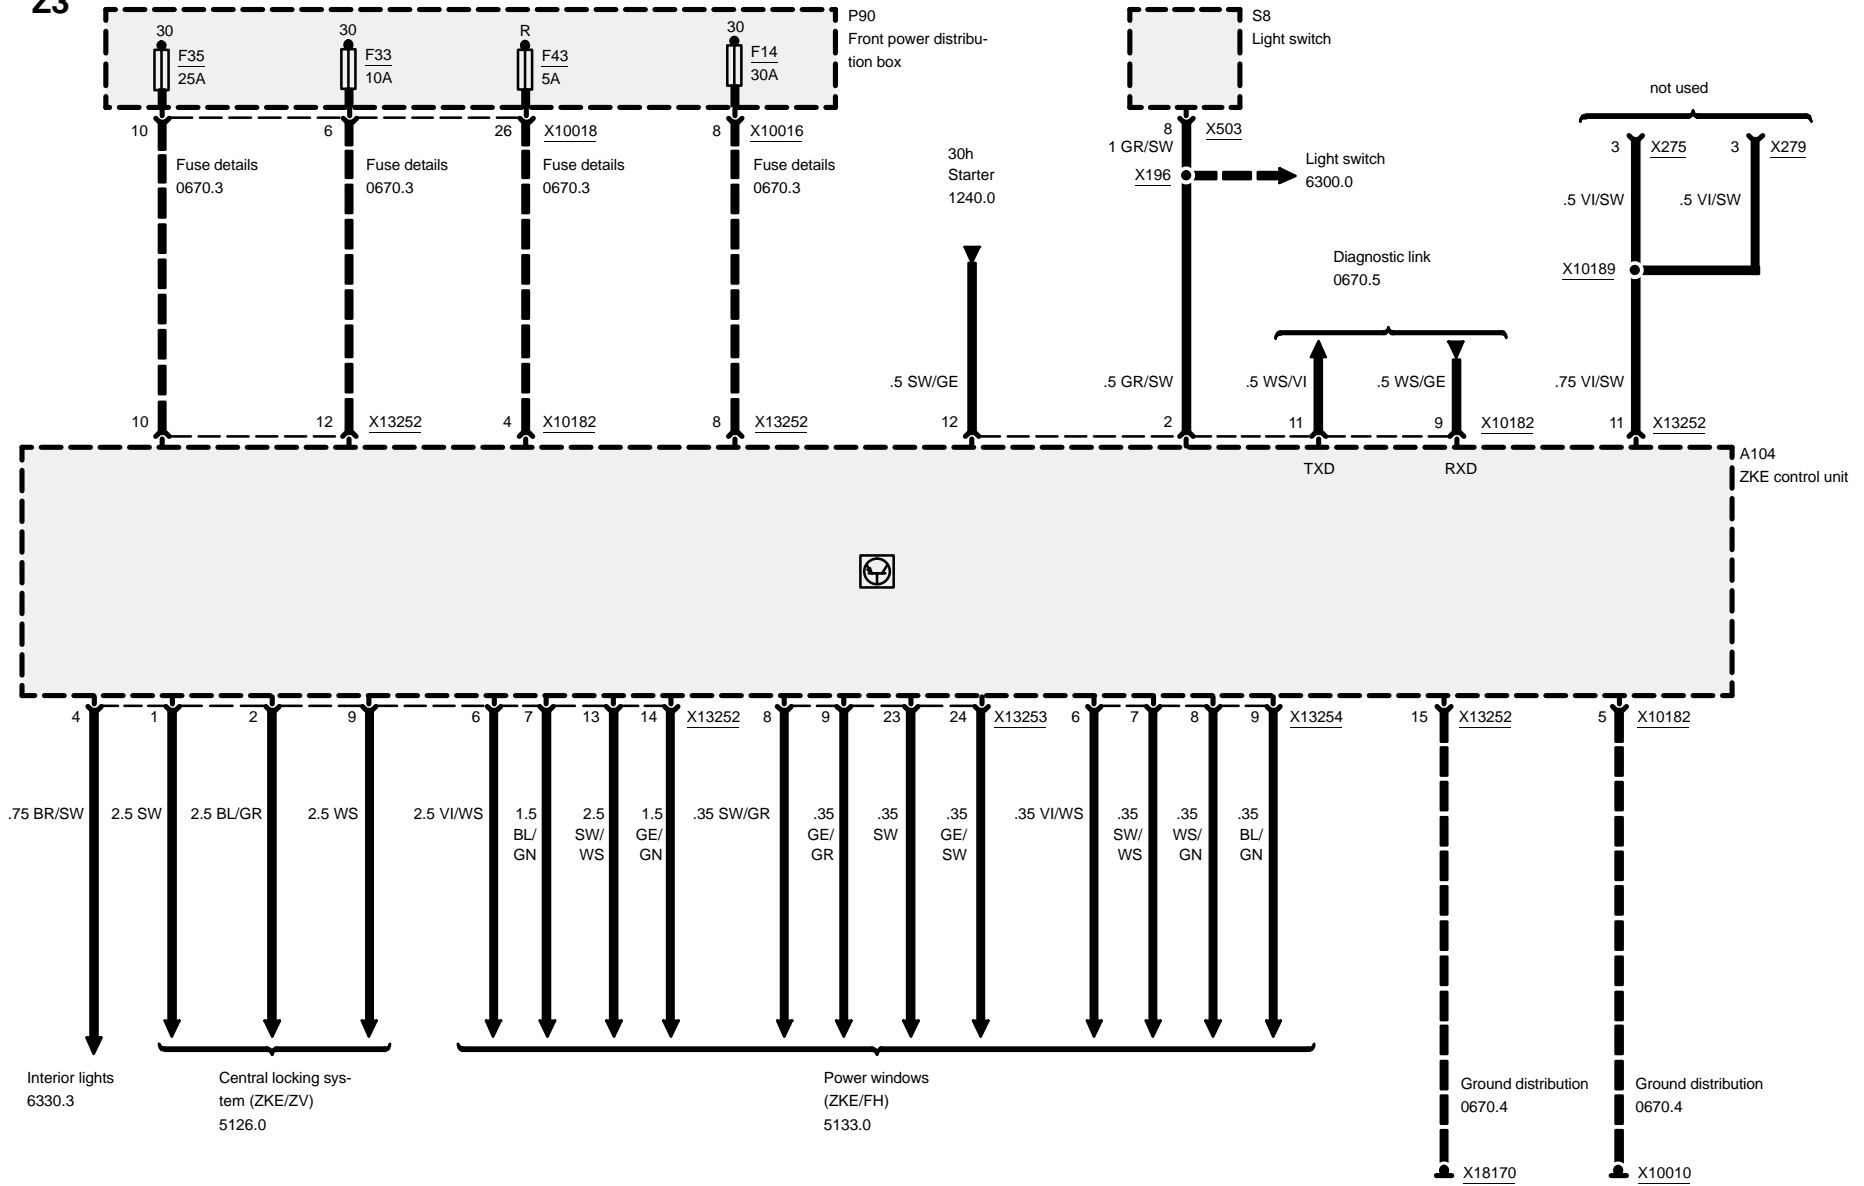 Z3
30
F35
25A
30
F33
10A
R
F43
5A
30
F14
30A
P90
Front power distribu-
tion box
S8
Light switch
not used
10
6
26
X10018
8
X10016
8
X503
1 GR/SW
X196
Light switch
6300.0
3
X275
3
X279
Fuse details
0670.3
Fuse details
0670.3
Fuse details
0670.3
Fuse details
0670.3
30h
Starter
1240.0
.5 VI/SW
.5 VI/SW
Diagnostic link
0670.5
X10189
.5 SW/GE
.5 GR/SW
.5 WS/VI
.5 WS/GE
.75 VI/SW
10
12
X13252
4
X10182
8
X13252
12
2
11
9
X10182
11
X13252
TXD
RXD
A104
ZKE control unit
4
1
2
9
6
7
13
14
X13252
8
9
23
24
X13253
6
7
8
9
X13254
15
X13252
5
X10182
.75 BR/SW
2.5 SW
2.5 BL/GR
2.5 WS
2.5 VI/WS
1.5
BL/
GN
2.5
SW/
WS
1.5
GE/
GN
.35 SW/GR
.35
GE/
GR
.35
SW
.35
GE/
SW
.35 VI/WS
.35
SW/
WS
.35
WS/
GN
.35
BL/
GN
Interior lights
6330.3
Central locking sys-
tem (ZKE/ZV)
5126.0
Power windows
(ZKE/FH)
5133.0
Ground distribution
0670.4
Ground distribution
0670.4
X18170
X10010